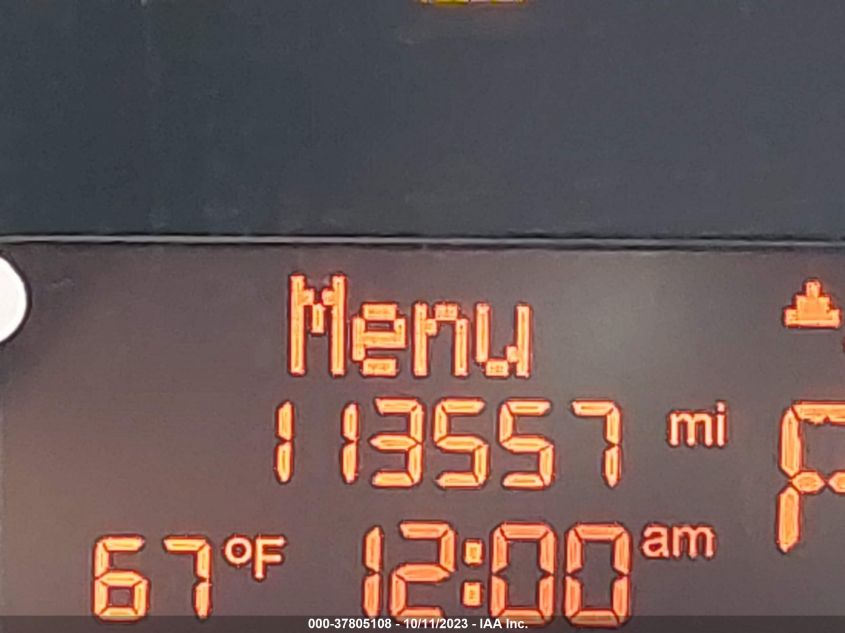 Menu
113557 mi P
67°F 12:00 am
000-37805108 - 10/11/2023 - IAA Inc.